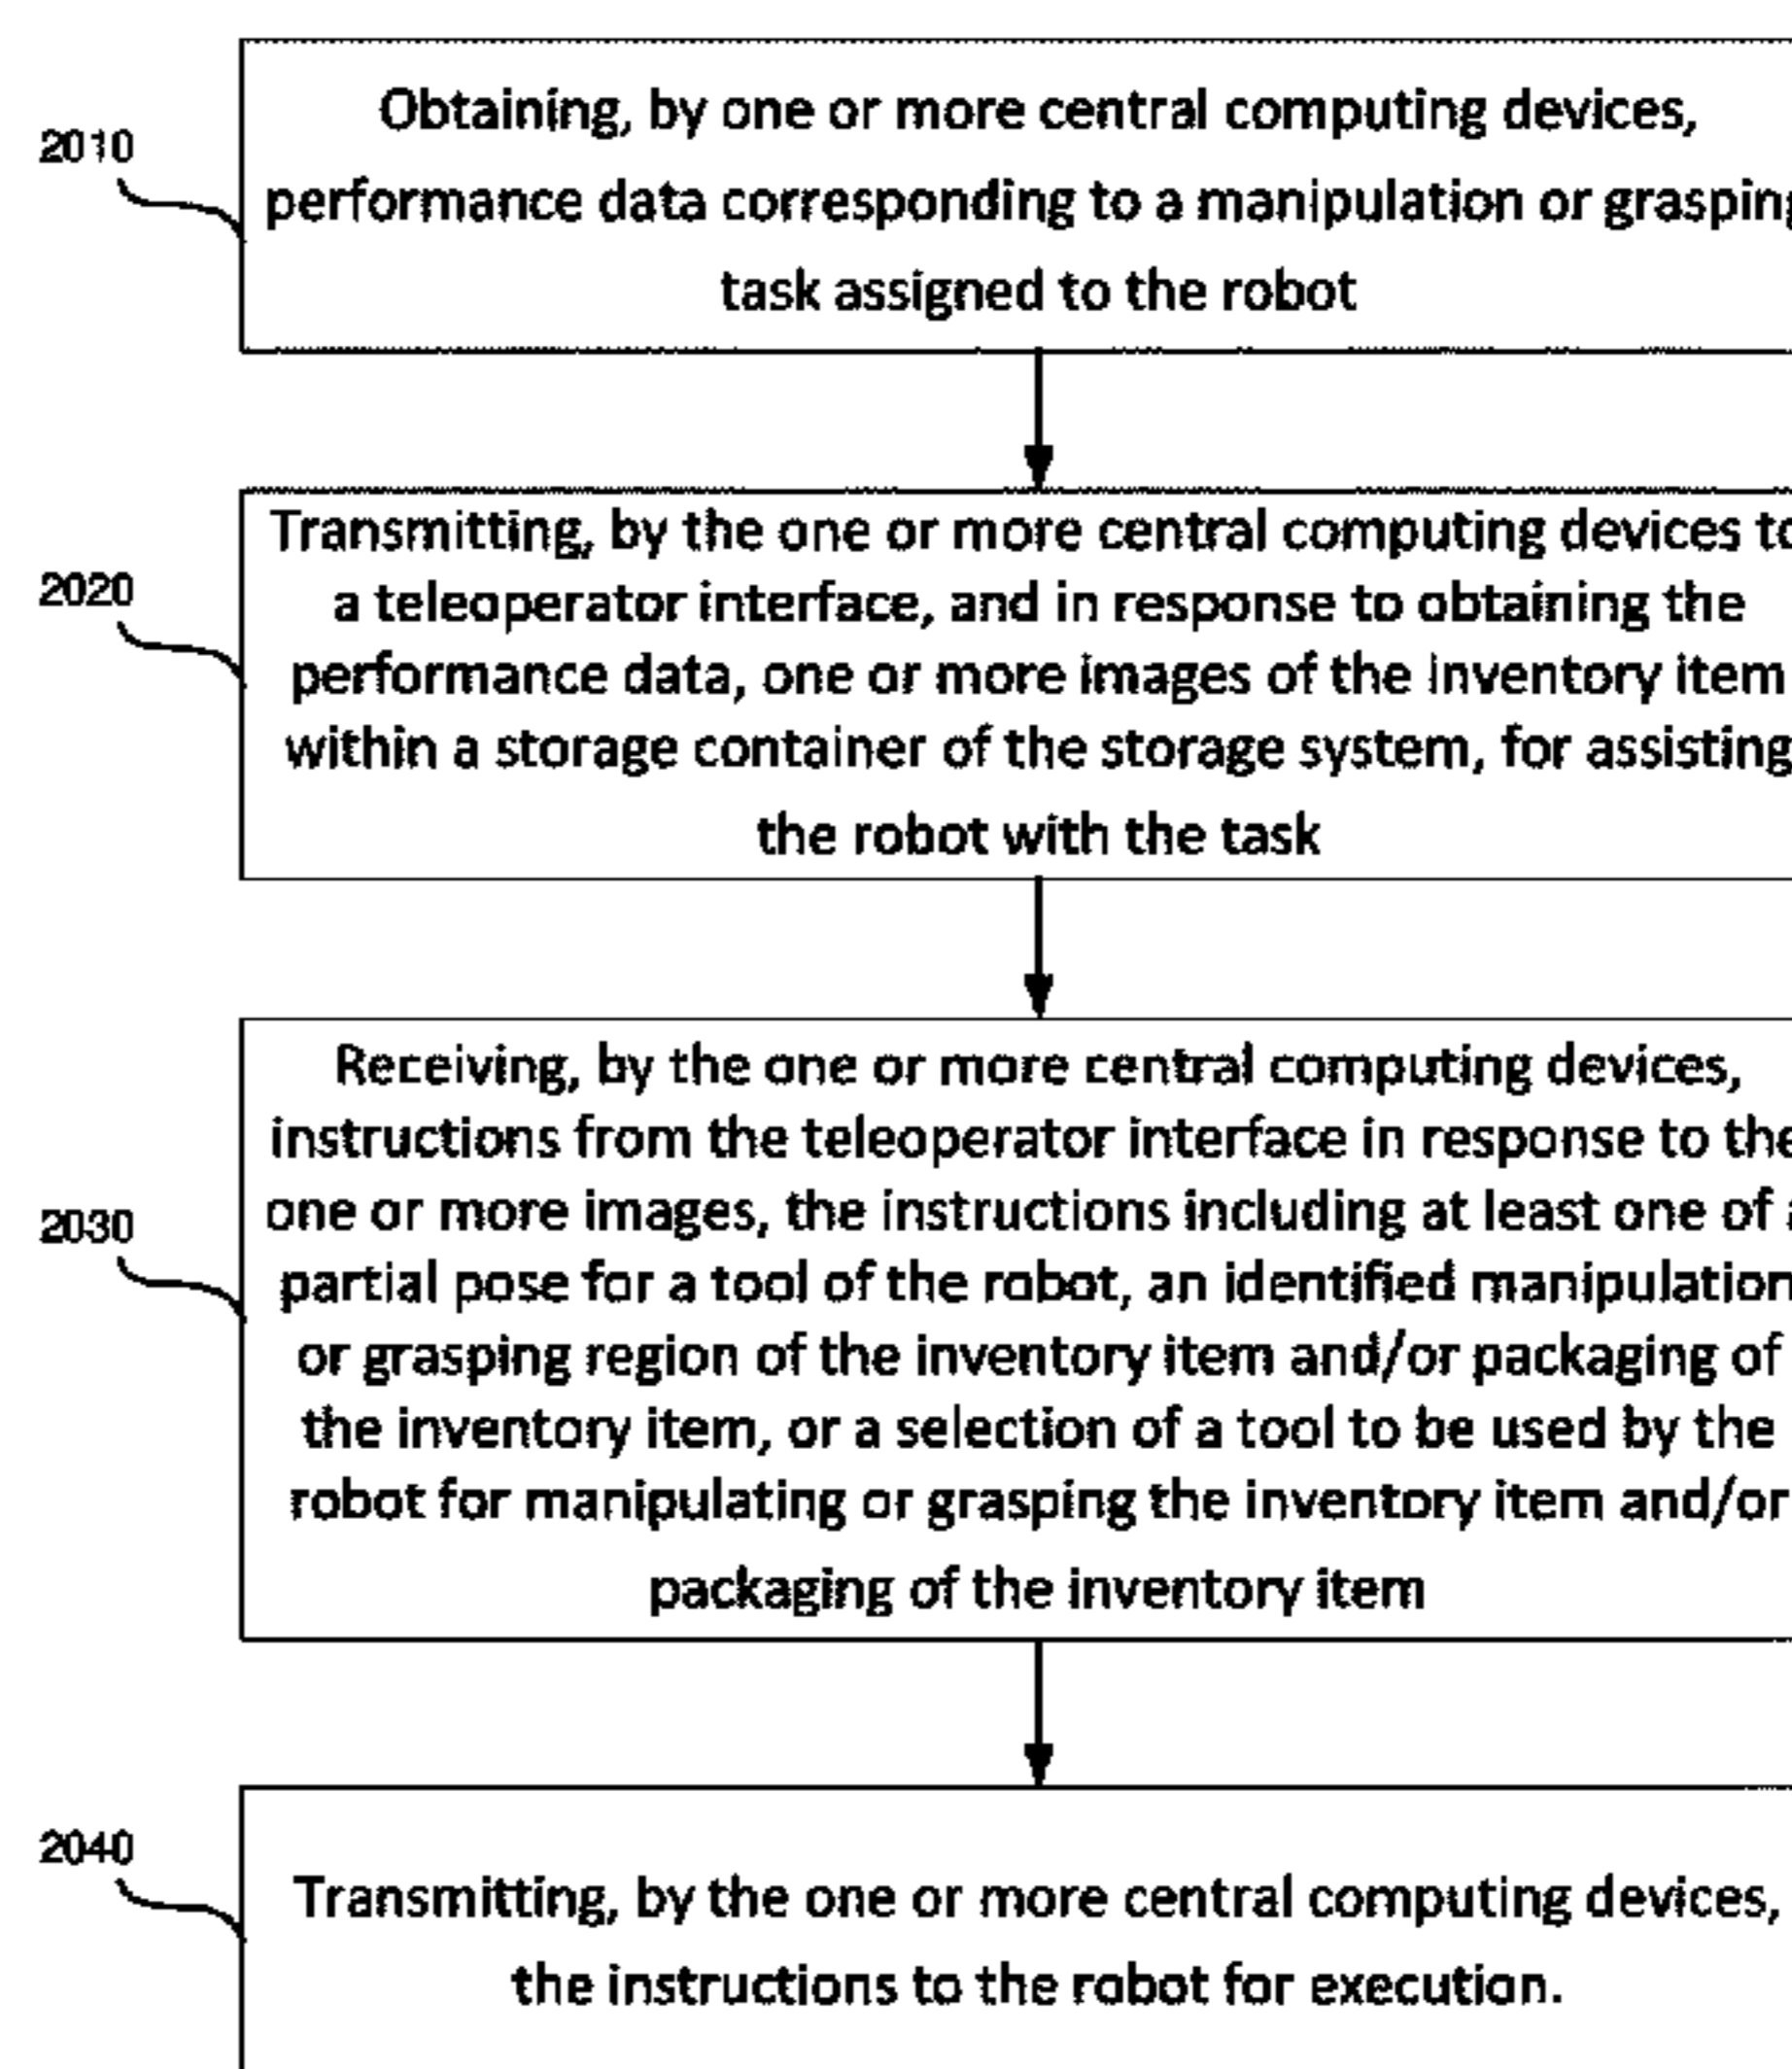 2010
Obtaining, by one or more central computing devices,
performance data corresponding to a manipulation or grasping
task assigned to the robot
2020
Transmitting, by the one or more central computing devices to
a teleoperator interface, and in response to obtaining the
performance data, one or more images of the inventory item
within a storage container of the storage system, for assisting
the robot with the task
2030
Receiving, by the one or more central computing devices,
instructions from the teleoperator interface in response to the
one or more images, the instructions including at least one of a
partial pose for a tool of the robot, an identified manipulation
or grasping region of the inventory item and/or packaging of
the inventory item, or a selection of a tool to be used by the
robot for manipulating or grasping the inventory item and/or
packaging of the inventory item
2040
Transmitting, by the one or more central computing devices,
the instructions to the robot for execution.